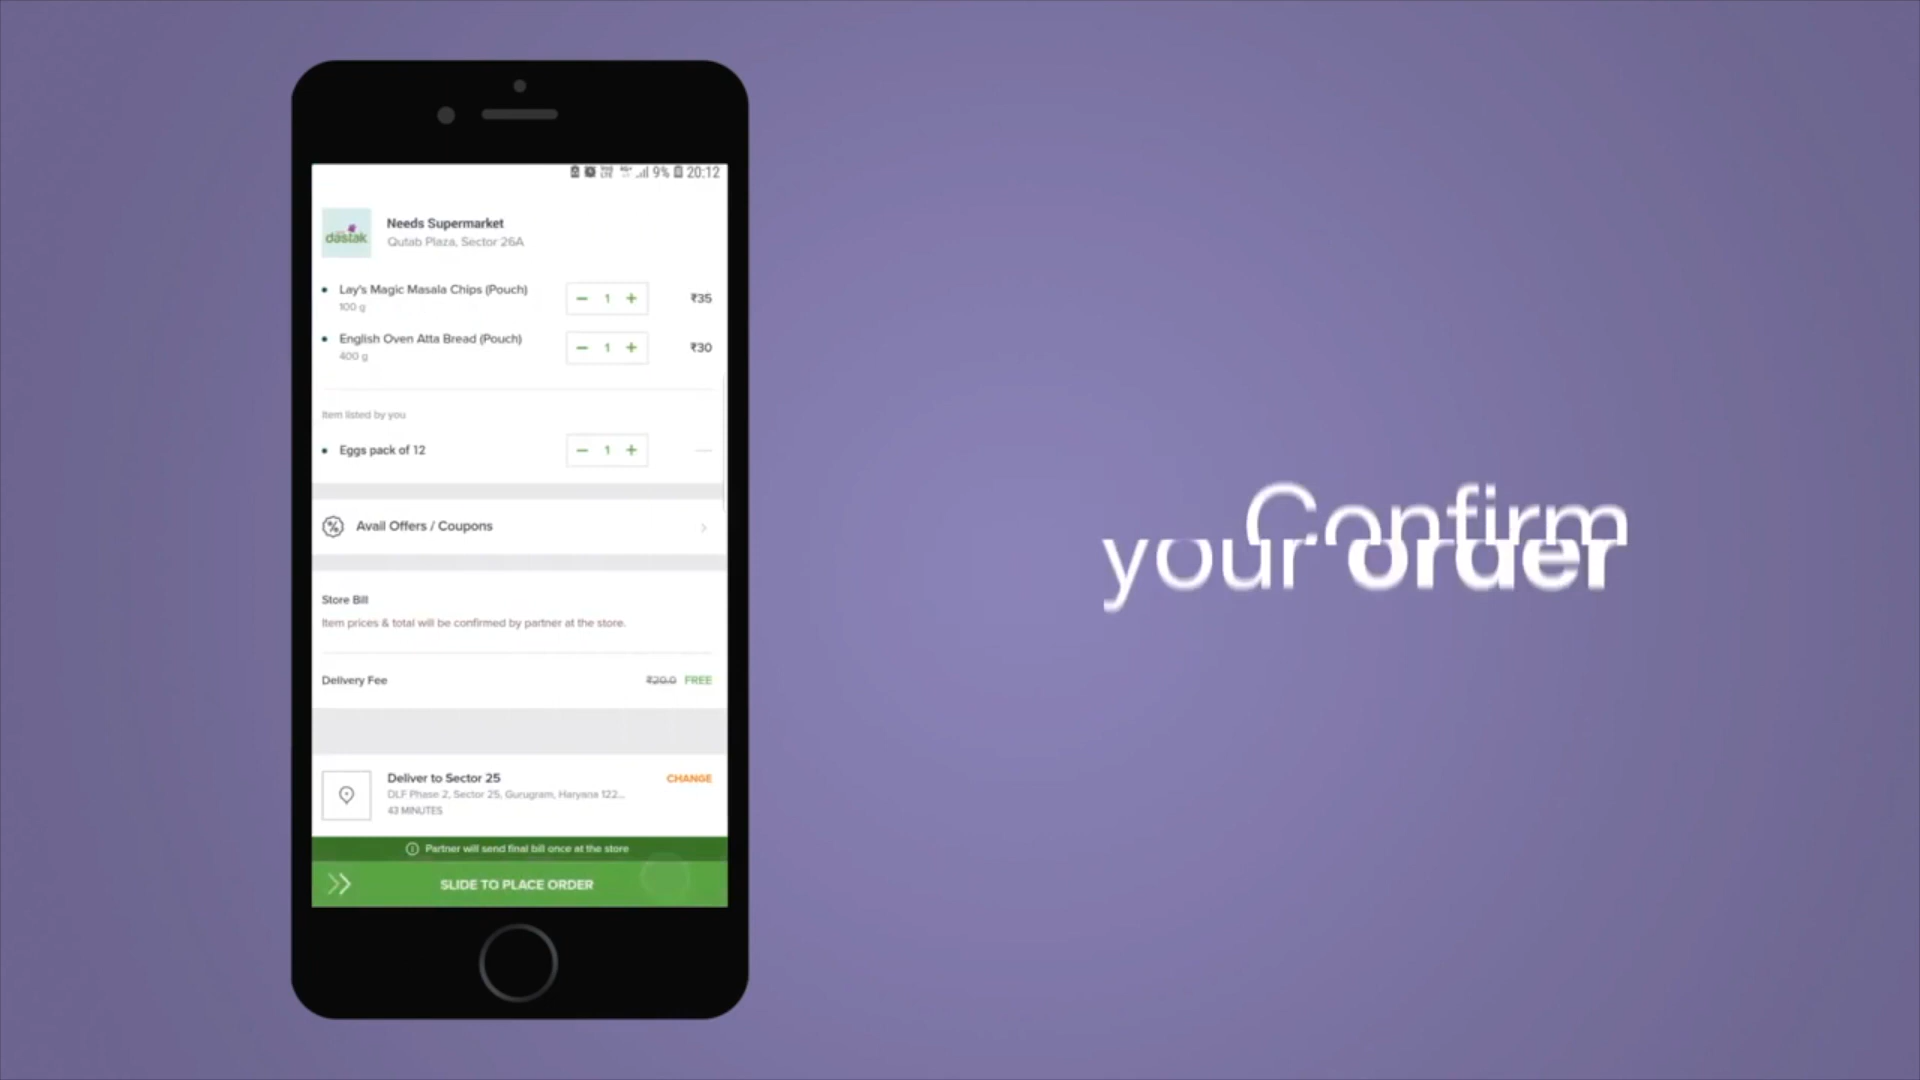 9% 20:12
dastak
Needs Supermarket
Qutab Plaza, Sector 26A
Lay's Magic Masala Chips (Pouch)
100 g
− 1 +
₹35
English Oven Atta Bread (Pouch)
400 g
− 1 +
₹30
Item listed by you
Eggs pack of 12
− 1 +
Avail Offers / Coupons
Store Bill
Item prices & total will be confirmed by partner at the store.
Delivery Fee
₹20.0 FREE
Deliver to Sector 25
CHANGE
DLF Phase 2, Sector 25, Gurugram, Haryana 122...
43 MINUTES
Partner will send final bill once at the store
SLIDE TO PLACE ORDER
Confirm
your order